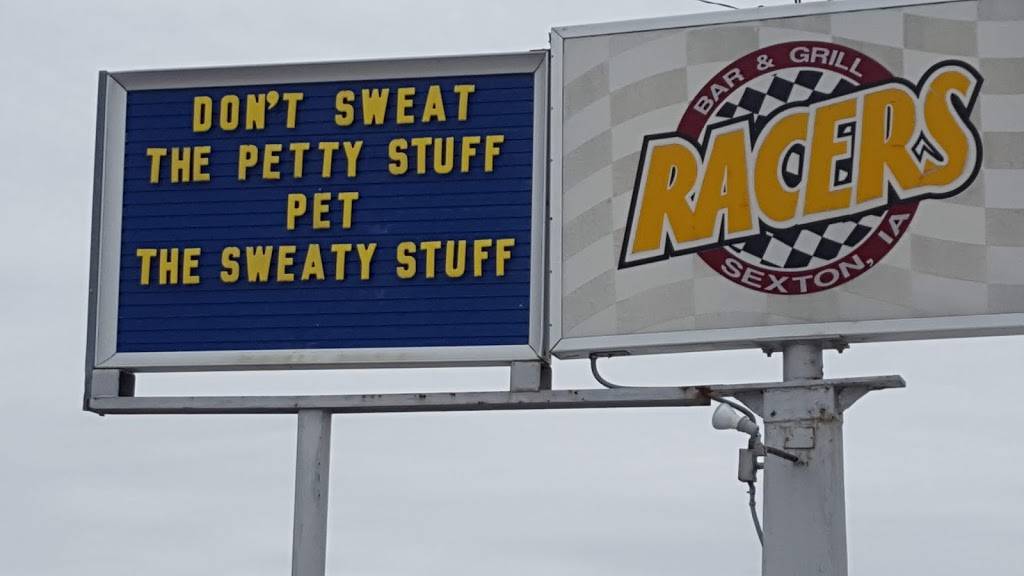 DON'T SWEAT
THE PETTY STUFF
PET
THE SWEATY STUFF
BAR & GRILL
RACERS
SEXTON, IA